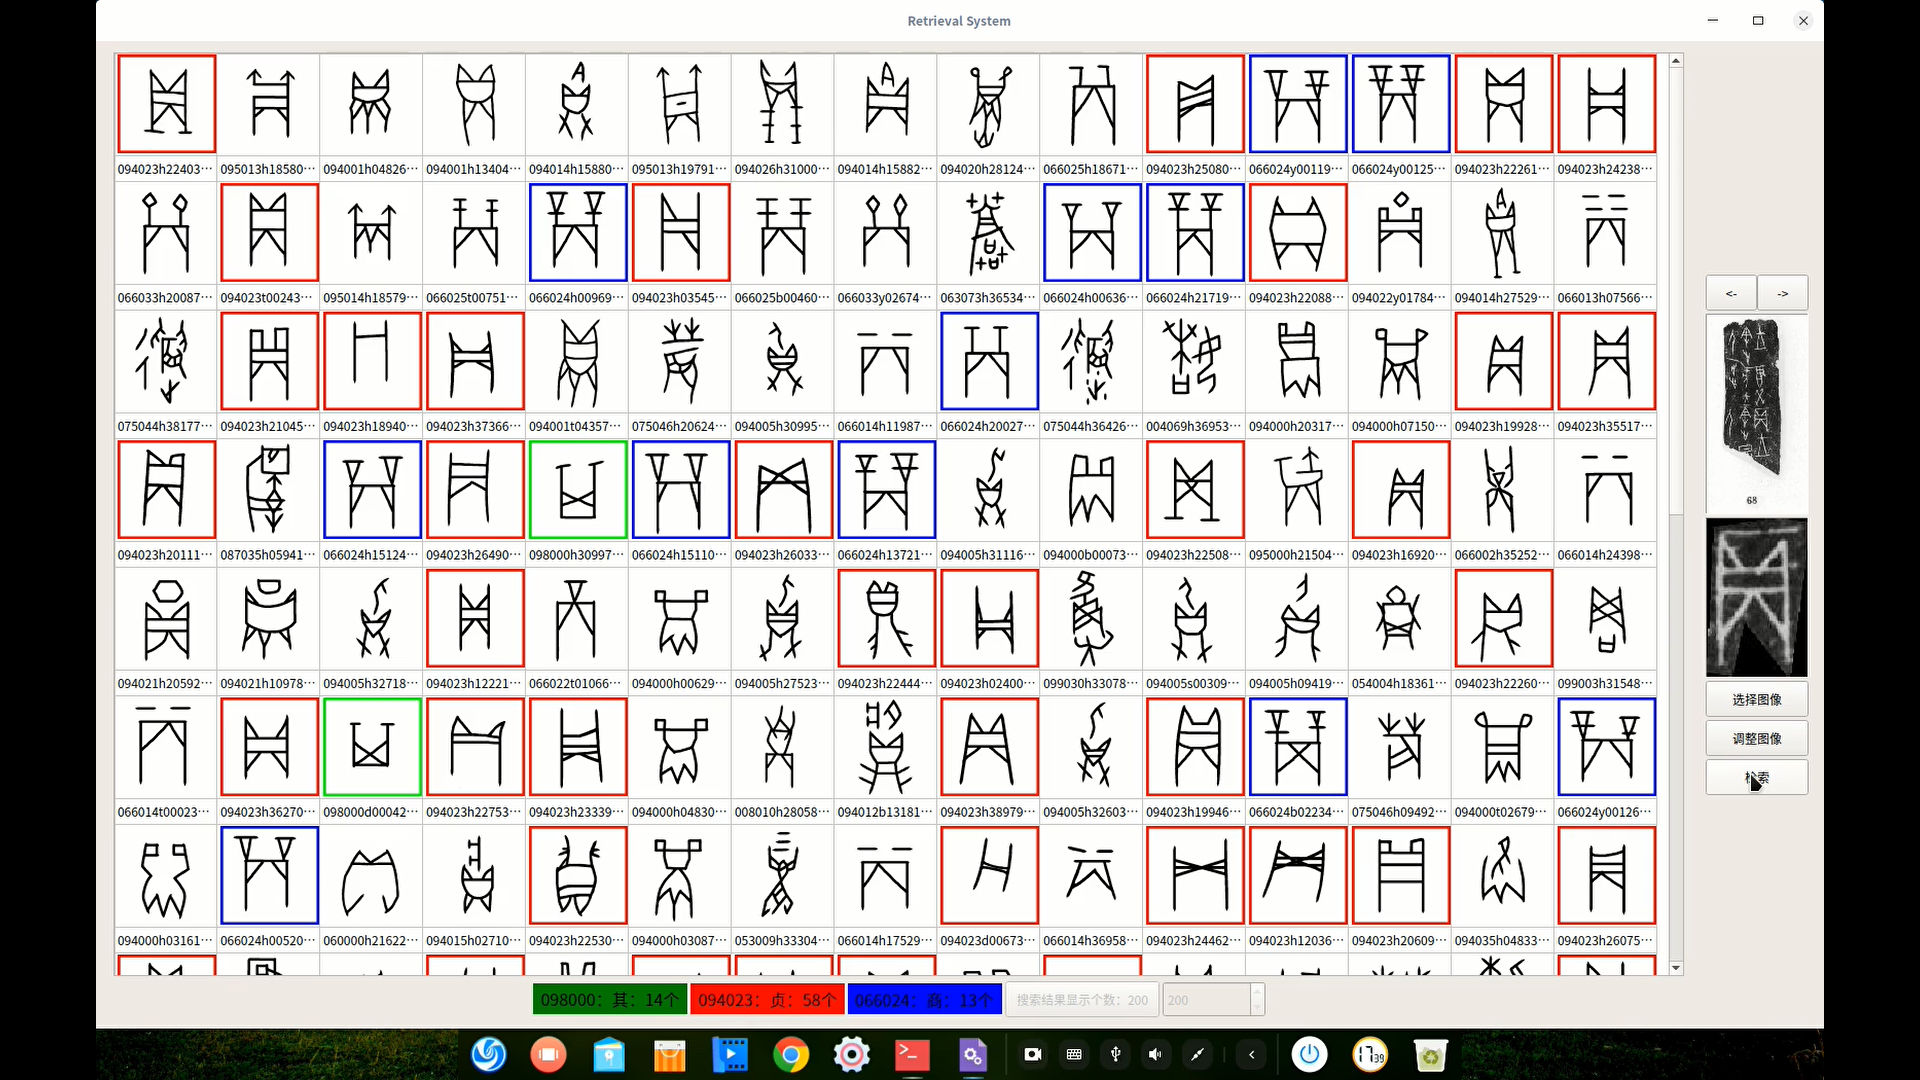 Retrieval System
094023h22403··· 095013h18580··· 094001h04826··· 094001h13404··· 094014h15880··· 095013h19791··· 094026h31000··· 094014h15882··· 094020h28124··· 066025h18671··· 094023h25080··· 066024y00119··· 066024y00125··· 094023h22261··· 094023h24238···
066033h20087··· 094023t00243··· 095014h18579··· 066025t00751··· 066024h00969··· 094023h03545··· 066025b00460··· 066033y02674··· 063073h36534··· 066024h00636··· 066024h21719··· 094023h22088··· 094022y01784··· 094014h27529··· 066013h07566···
075044h38177··· 094023h21045··· 094023h18940··· 094023h37366··· 094001t04357··· 075046h20624··· 094005h30995··· 066014h11987··· 066024h20027··· 075044h36426··· 004069h36953··· 094000h20317··· 094000h07150··· 094023h19928··· 094023h35517···
094023h20111··· 087035h05941··· 066024h15124··· 094023h26490··· 098000h30997··· 066024h15110··· 094023h26033··· 066024h13721··· 094005h31116··· 094000b00073··· 094023h22508··· 095000h21504··· 094023h16920··· 066002h35252··· 066014h24398···
094021h20592··· 094021h10978··· 094005h32718··· 094023h12221··· 066022t01066··· 094000h00629··· 094005h27523··· 094023h22444··· 094023h02400··· 099030h33078··· 094005s00309··· 094005h09419··· 054004h18361··· 094023h22260··· 099003h31548···
066014t00023··· 094023h36270··· 098000d00042··· 094023h22753··· 094023h23339··· 094000h04830··· 008010h28058··· 094012b13181··· 094023h38979··· 094005h32603··· 094023h19946··· 066024b02234··· 075046h09492··· 094000t02679··· 066024y00126···
094000h03161··· 066024h00520··· 060000h21622··· 094015h02710··· 094023h22530··· 094000h03087··· 053009h33304··· 066014h17529··· 094023d00673··· 066014h36958··· 094023h24462··· 094023h12036··· 094023h20609··· 094035h04833··· 094023h26075···
<- ->
68
选择图像
调整图像
检索
098000：其：14个 094023：贞：58个 066024：商：13个 搜索结果显示个数：200 200
17 39